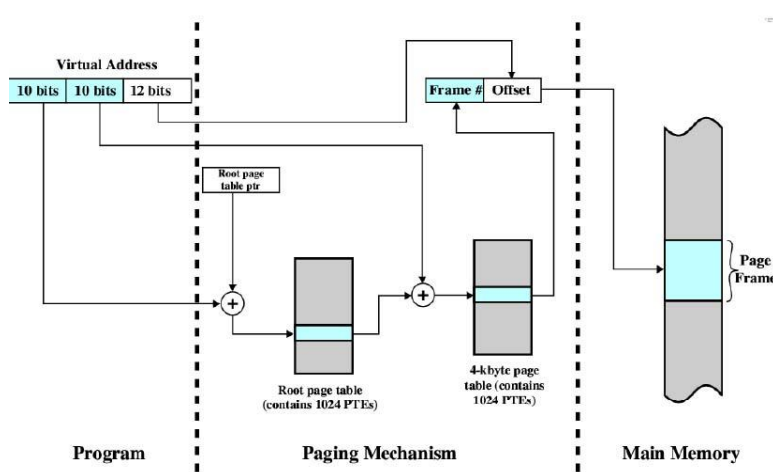 Virtual Address
10 bits 10 bits 12 bits
Frame # Offset
Root page
table ptr
Page
Frame
Root page table
(contains 1024 PTEs)
4-kbyte page
table (contains
1024 PTEs)
Program
Paging Mechanism
Main Memory